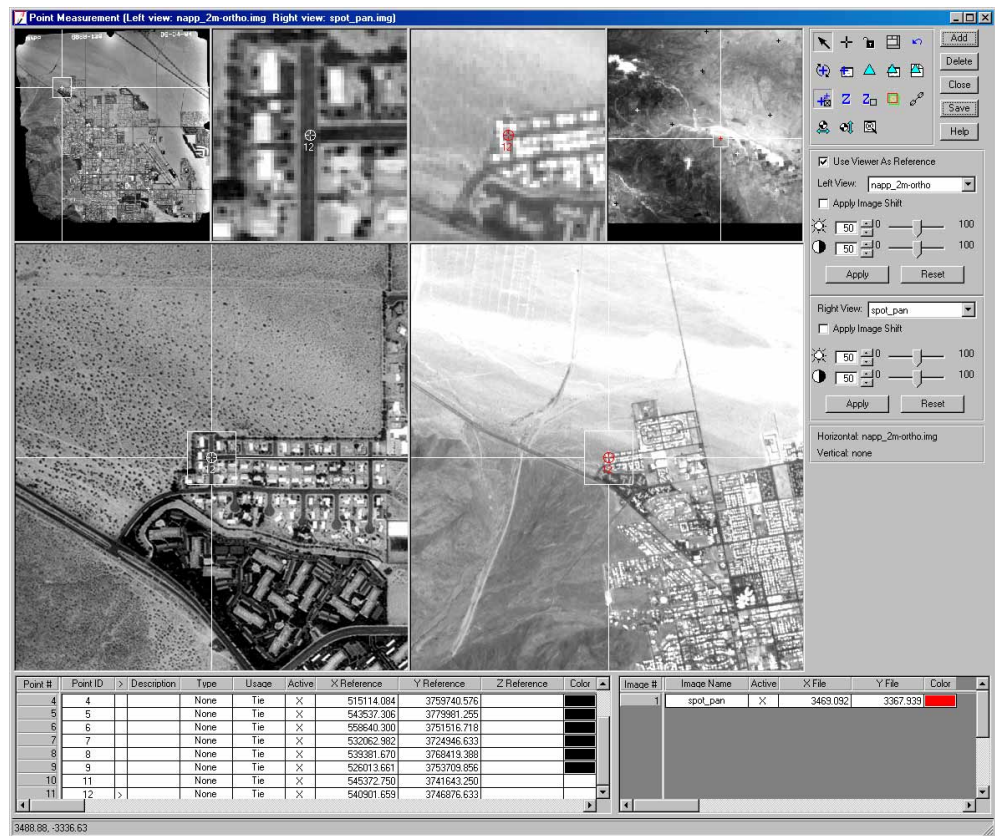 Point Measurement (Left view: napp_2m-ortho.img Right view: spot_pan.img)
12
12
12
12
Add
Delete
Close
Save
Help
Use Viewer As Reference
Left View: napp_2m-ortho
Apply Image Shift
50 0 100
50 0 100
Apply Reset
Right View: spot_pan
Apply Image Shift
50 0 100
50 0 100
Apply Reset
Horizontal: napp_2m-ortho.img
Vertical: none
Point # Point ID > Description Type Usage Active X Reference Y Reference Z Reference Color
4 4 None Tie X 515114.084 3759740.576
5 5 None Tie X 543537.306 3779981.255
6 6 None Tie X 558640.300 3751516.718
7 7 None Tie X 532062.982 3724946.633
8 8 None Tie X 539381.670 3768419.388
9 9 None Tie X 526013.661 3753709.856
10 11 None Tie X 545372.750 3741643.250
11 12 > None Tie X 540901.659 3746876.633
Image # Image Name Active X File Y File Color
1 spot_pan X 3469.092 3367.939
3488.88, -3336.63